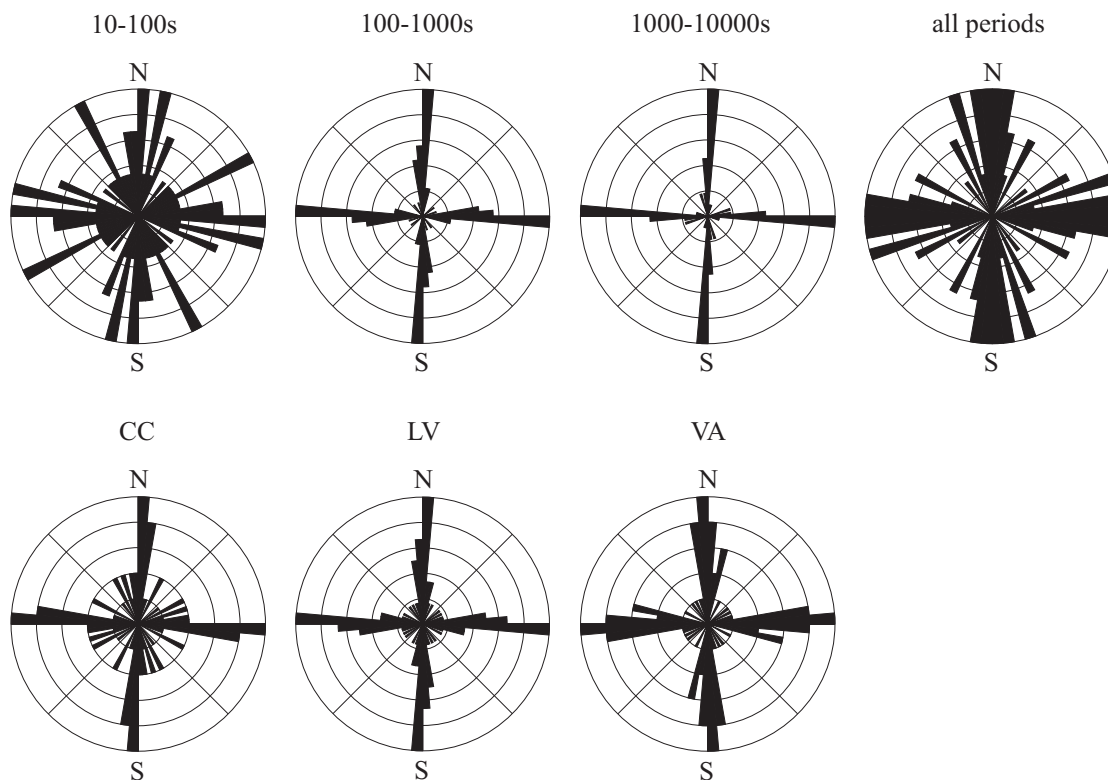 10-100s 100-1000s 1000-10000s all periods
N N N N
S S S S
CC LV VA
N N N
S S S